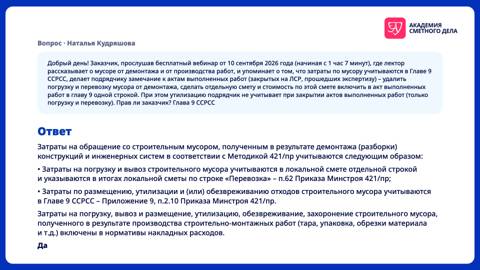 АКАДЕМИЯ
СМЕТНОГО ДЕЛА
Вопрос · Наталья Кудряшова
Добрый день! Заказчик, прослушав бесплатный вебинар от 10 сентября 2026 года (начиная с 1 час 7 минут), где лектор
рассказывает о мусоре от демонтажа и от производства работ, и упоминает о том, что затраты по мусору учитываются в Главе 9
ССРСС, делает подрядчику замечание к актам выполненных работ (закрытых на ЛСР, прошедших экспертизу) – удалить
погрузку и перевозку мусора от демонтажа, сделать отдельную смету и стоимость по этой смете включить в акт выполненных
работ в главу 9 одной строкой. При этом утилизацию подрядчик не учитывает при закрытии актов выполненных работ (только
погрузку и перевозку). Прав ли заказчик? Глава 9 ССРСС
Ответ
Затраты на обращение со строительным мусором, полученным в результате демонтажа (разборки)
конструкций и инженерных систем в соответствии с Методикой 421/пр учитываются следующим образом:
• Затраты на погрузку и вывоз строительного мусора учитываются в локальной смете отдельной строкой
и указываются в итогах локальной сметы по строке «Перевозка» – п.62 Приказа Минстроя 421/пр;
• Затраты по размещению, утилизации и (или) обезвреживанию отходов строительного мусора учитываются
в Главе 9 ССРСС – Приложение 9, п.2.10 Приказа Минстроя 421/пр.
Затраты на погрузку, вывоз и размещение, утилизацию, обезвреживание, захоронение строительного мусора,
полученного в результате производства строительно-монтажных работ (тара, упаковка, обрезки материала
и т.д.) включены в нормативы накладных расходов.
Да